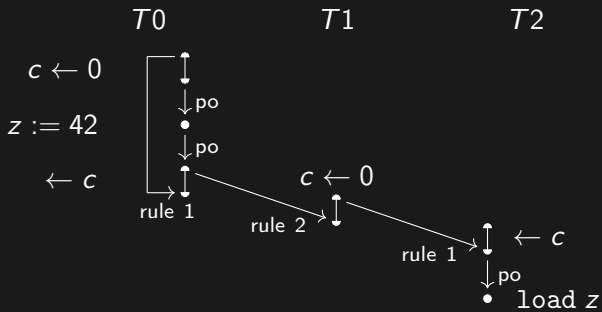 T0 T1 T2
c ← 0
po
z := 42
po
← c
c ← 0
rule 1
rule 2
← c
rule 1
po
load z